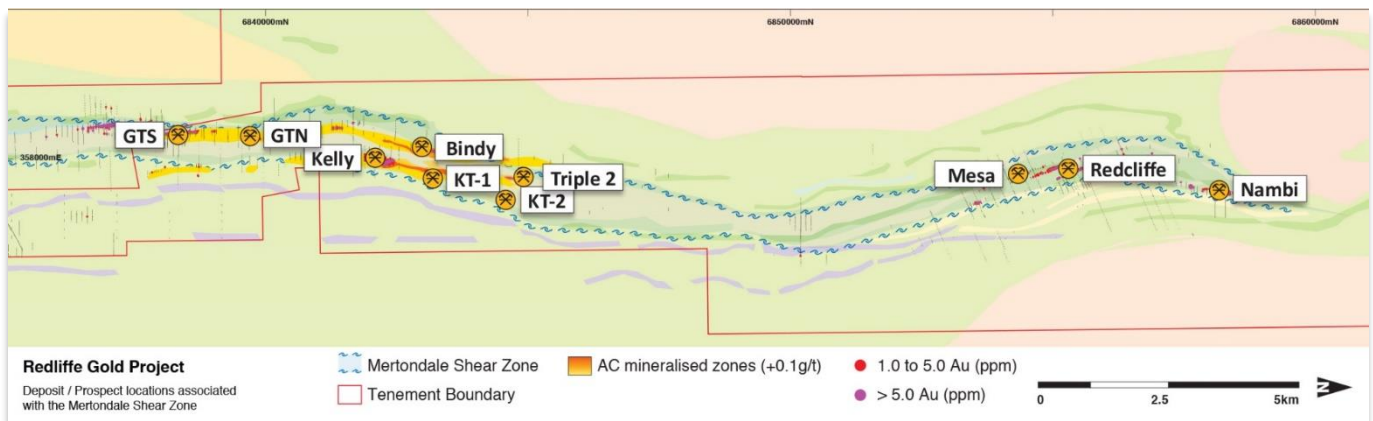 6840000mN
6850000mN
6860000mN
GTS
GTN
Bindy
358000mE
Kelly
KT-1
Triple 2
KT-2
Mesa
Redcliffe
Nambi
Redliffe Gold Project
Deposit / Prospect locations associated
with the Mertondale Shear Zone
Mertondale Shear Zone
Tenement Boundary
AC mineralised zones (+0.1g/t)
1.0 to 5.0 Au (ppm)
> 5.0 Au (ppm)
0 2.5 5km
N